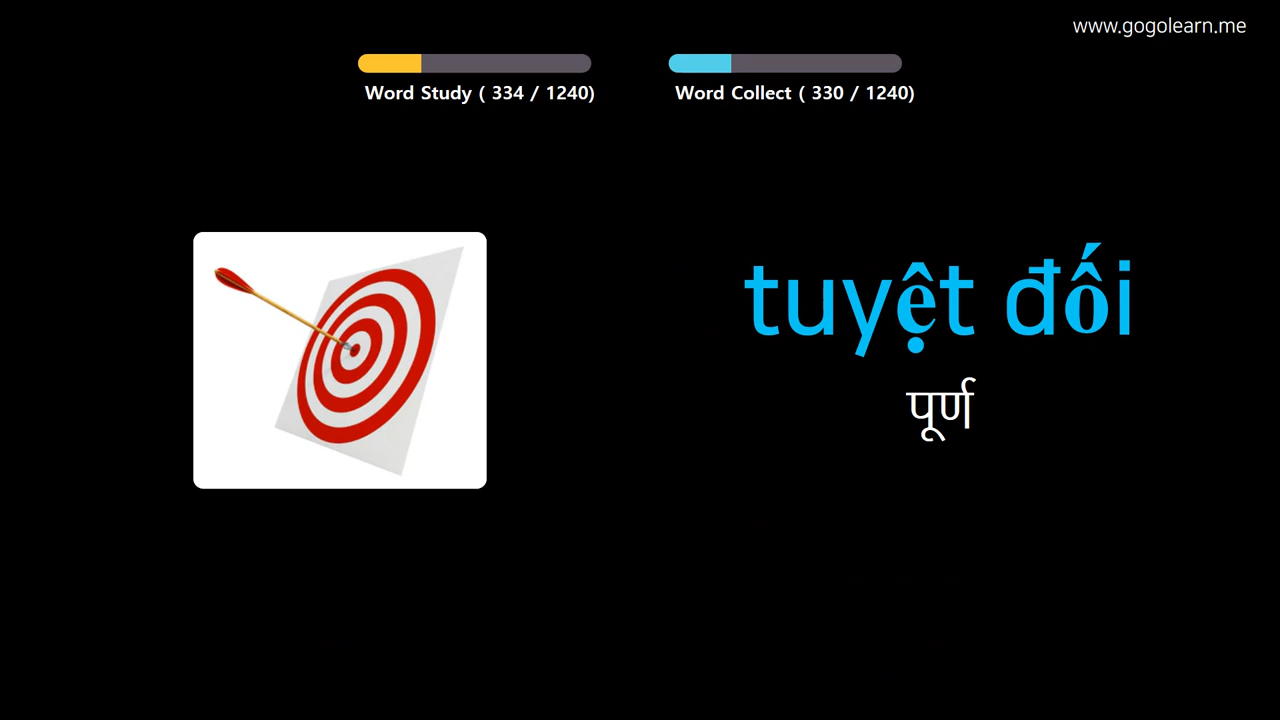 www.gogolearn.me
Word Study ( 334 / 1240)
Word Collect ( 330 / 1240)
tuyệt đối
पूर्ण